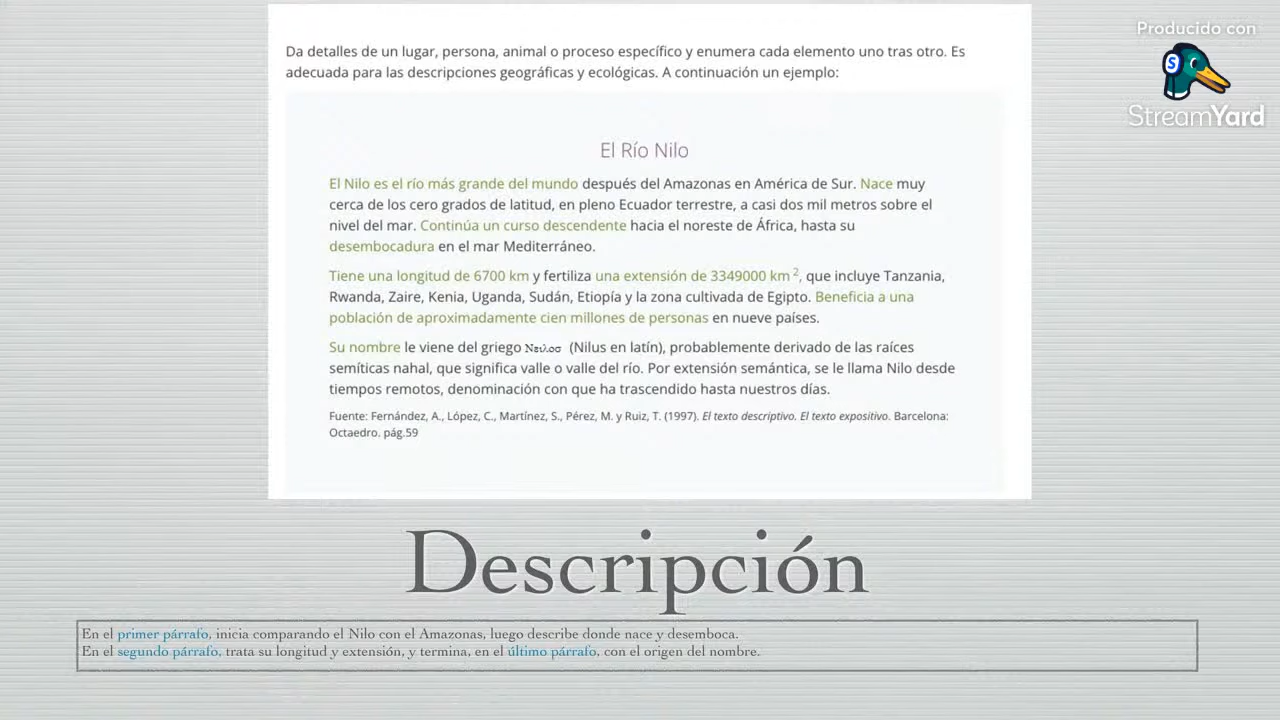 Producido con
StreamYard
Da detalles de un lugar, persona, animal o proceso específico y enumera cada elemento uno tras otro. Es
adecuada para las descripciones geográficas y ecológicas. A continuación un ejemplo:
El Río Nilo
El Nilo es el río más grande del mundo después del Amazonas en América de Sur. Nace muy
cerca de los cero grados de latitud, en pleno Ecuador terrestre, a casi dos mil metros sobre el
nivel del mar. Continúa un curso descendente hacia el noreste de África, hasta su
desembocadura en el mar Mediterráneo.
Tiene una longitud de 6700 km y fertiliza una extensión de 3349000 km 2, que incluye Tanzania,
Rwanda, Zaire, Kenia, Uganda, Sudán, Etiopía y la zona cultivada de Egipto. Beneficia a una
población de aproximadamente cien millones de personas en nueve países.
Su nombre le viene del griego Νειλοσ (Nilus en latín), probablemente derivado de las raíces
semíticas nahal, que significa valle o valle del río. Por extensión semántica, se le llama Nilo desde
tiempos remotos, denominación con que ha trascendido hasta nuestros días.
Fuente: Fernández, A., López, C., Martínez, S., Pérez, M. y Ruiz, T. (1997). El texto descriptivo. El texto expositivo. Barcelona:
Octaedro. pág.59
Descripción
En el primer párrafo, inicia comparando el Nilo con el Amazonas, luego describe donde nace y desemboca.
En el segundo párrafo, trata su longitud y extensión, y termina, en el último párrafo, con el origen del nombre.